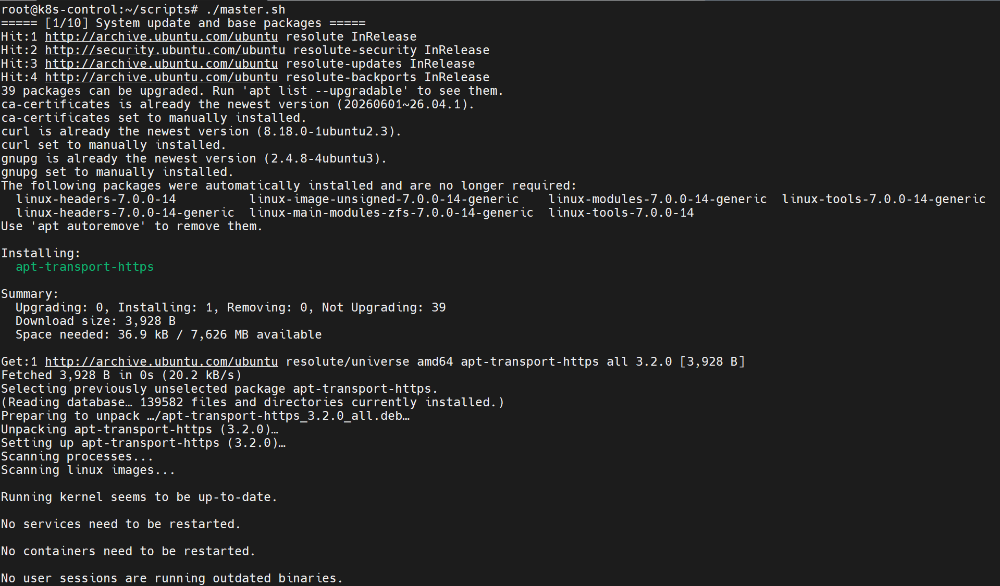 root@k8s-control:~/scripts# ./master.sh
===== [1/10] System update and base packages =====
Hit:1 http://archive.ubuntu.com/ubuntu resolute InRelease
Hit:2 http://security.ubuntu.com/ubuntu resolute-security InRelease
Hit:3 http://archive.ubuntu.com/ubuntu resolute-updates InRelease
Hit:4 http://archive.ubuntu.com/ubuntu resolute-backports InRelease
39 packages can be upgraded. Run 'apt list --upgradable' to see them.
ca-certificates is already the newest version (20260601~26.04.1).
ca-certificates set to manually installed.
curl is already the newest version (8.18.0-1ubuntu2.3).
curl set to manually installed.
gnupg is already the newest version (2.4.8-4ubuntu3).
gnupg set to manually installed.
The following packages were automatically installed and are no longer required:
  linux-headers-7.0.0-14          linux-image-unsigned-7.0.0-14-generic    linux-modules-7.0.0-14-generic  linux-tools-7.0.0-14-generic
  linux-headers-7.0.0-14-generic  linux-main-modules-zfs-7.0.0-14-generic  linux-tools-7.0.0-14
Use 'apt autoremove' to remove them.

Installing:
  apt-transport-https

Summary:
  Upgrading: 0, Installing: 1, Removing: 0, Not Upgrading: 39
  Download size: 3,928 B
  Space needed: 36.9 kB / 7,626 MB available

Get:1 http://archive.ubuntu.com/ubuntu resolute/universe amd64 apt-transport-https all 3.2.0 [3,928 B]
Fetched 3,928 B in 0s (20.2 kB/s)
Selecting previously unselected package apt-transport-https.
(Reading database… 139582 files and directories currently installed.)
Preparing to unpack …/apt-transport-https_3.2.0_all.deb…
Unpacking apt-transport-https (3.2.0)…
Setting up apt-transport-https (3.2.0)…
Scanning processes...
Scanning linux images...

Running kernel seems to be up-to-date.

No services need to be restarted.

No containers need to be restarted.

No user sessions are running outdated binaries.